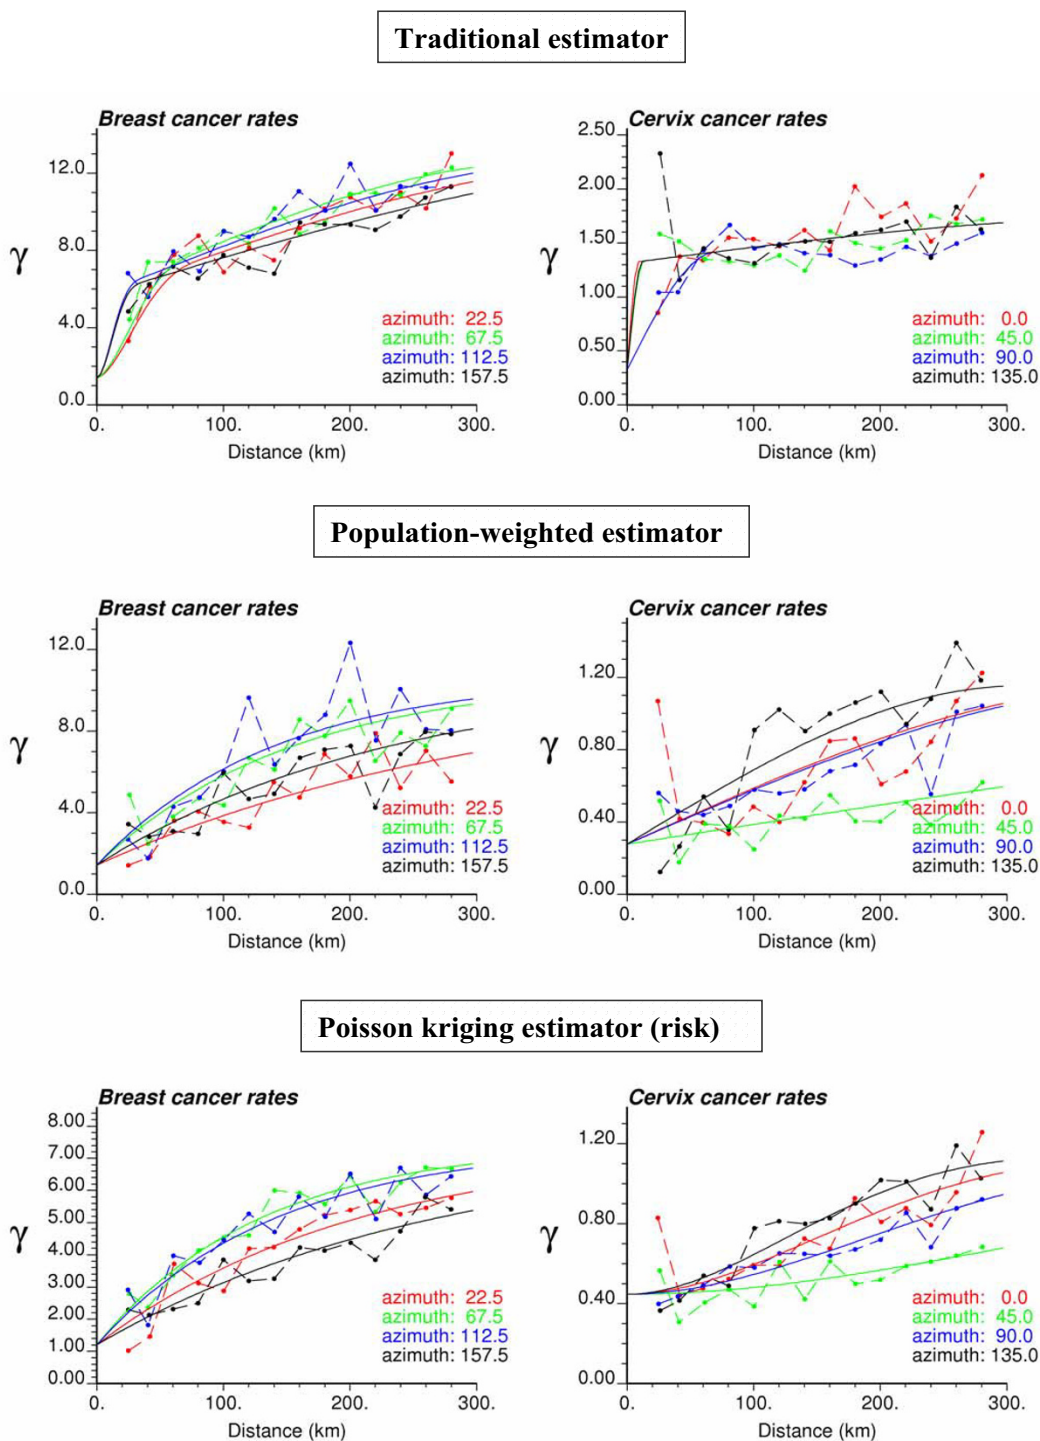 Traditional estimator
Breast cancer rates
12.0
8.0
4.0
0.0
γ
azimuth: 22.5
azimuth: 67.5
azimuth: 112.5
azimuth: 157.5
0. 100. 200. 300.
Distance (km)
Cervix cancer rates
2.50
2.00
1.50
1.00
0.50
0.00
γ
azimuth: 0.0
azimuth: 45.0
azimuth: 90.0
azimuth: 135.0
0. 100. 200. 300.
Distance (km)
Population-weighted estimator
Breast cancer rates
12.0
8.0
4.0
0.0
γ
azimuth: 22.5
azimuth: 67.5
azimuth: 112.5
azimuth: 157.5
0. 100. 200. 300.
Distance (km)
Cervix cancer rates
1.20
0.80
0.40
0.00
γ
azimuth: 0.0
azimuth: 45.0
azimuth: 90.0
azimuth: 135.0
0. 100. 200. 300.
Distance (km)
Poisson kriging estimator (risk)
Breast cancer rates
8.00
7.00
6.00
5.00
4.00
3.00
2.00
1.00
0.00
γ
azimuth: 22.5
azimuth: 67.5
azimuth: 112.5
azimuth: 157.5
0. 100. 200. 300.
Distance (km)
Cervix cancer rates
1.20
0.80
0.40
0.00
γ
azimuth: 0.0
azimuth: 45.0
azimuth: 90.0
azimuth: 135.0
0. 100. 200. 300.
Distance (km)